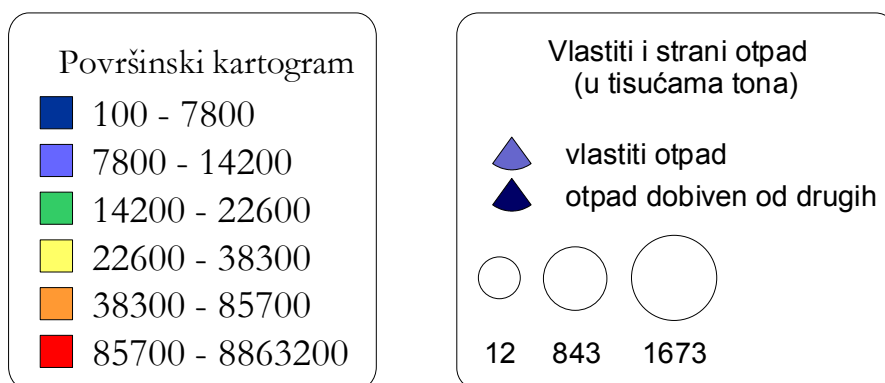 Površinski kartogram
100 - 7800
7800 - 14200
14200 - 22600
22600 - 38300
38300 - 85700
85700 - 8863200
Vlastiti i strani otpad
(u tisućama tona)
vlastiti otpad
otpad dobiven od drugih
12 843 1673